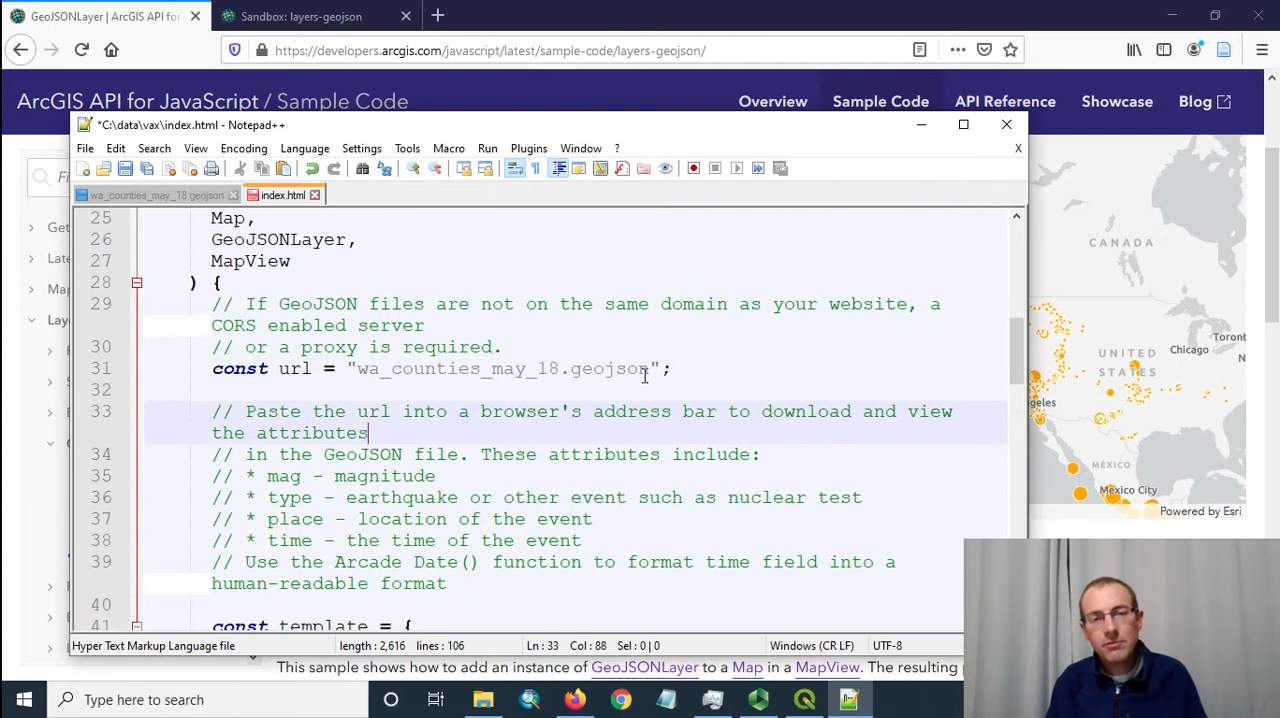 GeoJSONLayer | ArcGIS API for
Sandbox: layers-geojson
https://developers.arcgis.com/javascript/latest/sample-code/layers-geojson/
ArcGIS API for JavaScript / Sample Code
Overview
Sample Code
API Reference
Showcase
Blog
*C:\data\vax\index.html - Notepad++
File Edit Search View Encoding Language Settings Tools Macro Run Plugins Window ? X
wa_counties_may_18.geojson
index.html
25 Map,
26 GeoJSONLayer,
27 MapView
28 ) {
29 // If GeoJSON files are not on the same domain as your website, a
CORS enabled server
30 // or a proxy is required.
31 const url = "wa_counties_may_18.geojson";
32
33 // Paste the url into a browser's address bar to download and view
the attributes
34 // in the GeoJSON file. These attributes include:
35 // * mag - magnitude
36 // * type - earthquake or other event such as nuclear test
37 // * place - location of the event
38 // * time - the time of the event
39 // Use the Arcade Date() function to format time field into a
human-readable format
40
41 const template = {
Hyper Text Markup Language file
length : 2,616 lines : 106
Ln : 33 Col : 88 Sel : 0 | 0
Windows (CR LF)
UTF-8
CANADA
UNITED
STATES
Chicago
Toront
New Y
geles
MÉXICO
Mexico City
Powered by Esri
This sample shows how to add an instance of GeoJSONLayer to a Map in a MapView. The resulting
Type here to search